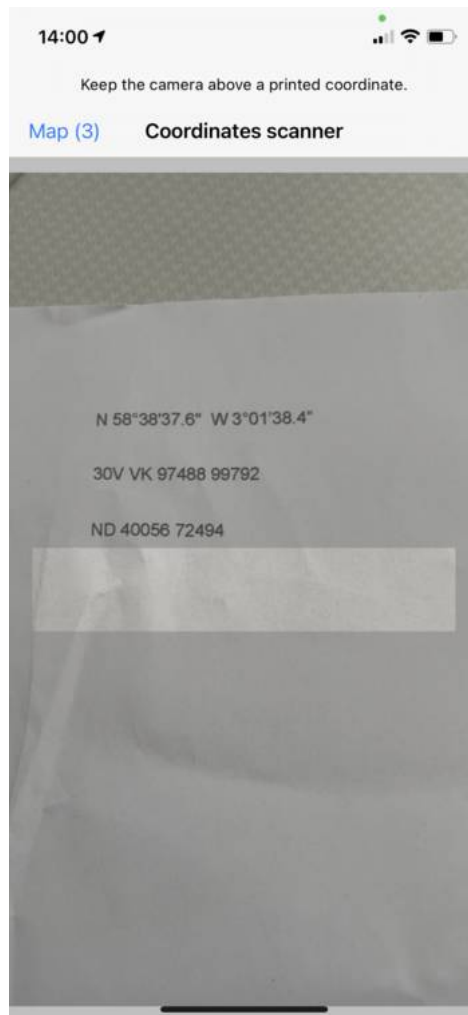 14:00
Keep the camera above a printed coordinate.
Map (3) Coordinates scanner
N 58°38'37.6" W 3°01'38.4"
30V VK 97488 99792
ND 40056 72494